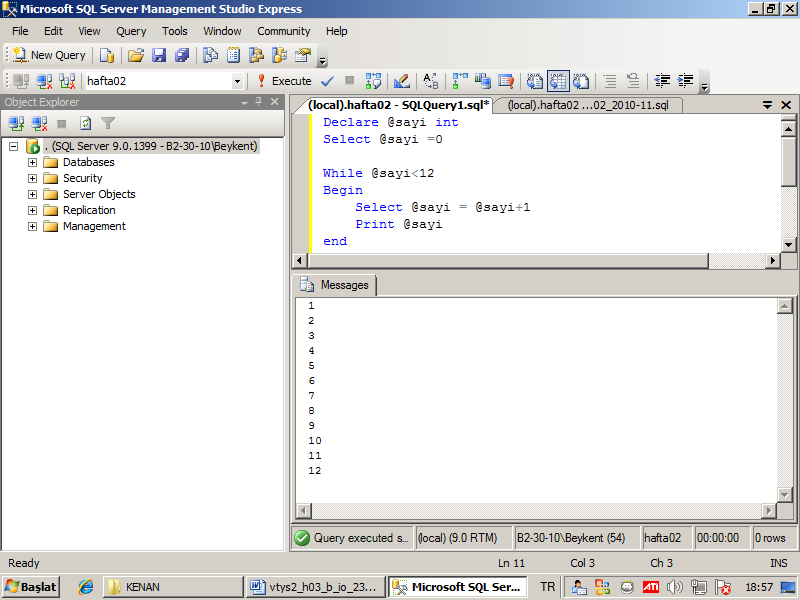 Microsoft SQL Server Management Studio Express
File Edit View Query Tools Window Community Help
New Query
hafta02 Execute
Object Explorer
. (SQL Server 9.0.1399 - B2-30-10\Beykent)
Databases
Security
Server Objects
Replication
Management
(local).hafta02 - SQLQuery1.sql* (local).hafta02 ...02_2010-11.sql
Declare @sayi int
Select @sayi =0
While @sayi<12
Begin
Select @sayi = @sayi+1
Print @sayi
end
Messages
1
2
3
4
5
6
7
8
9
10
11
12
Query executed s... (local) (9.0 RTM) B2-30-10\Beykent (54) hafta02 00:00:00 0 rows
Ready Ln 11 Col 3 Ch 3 INS
Başlat KENAN vtys2_h03_b_io_23... Microsoft SQL Ser... TR ATI 18:57